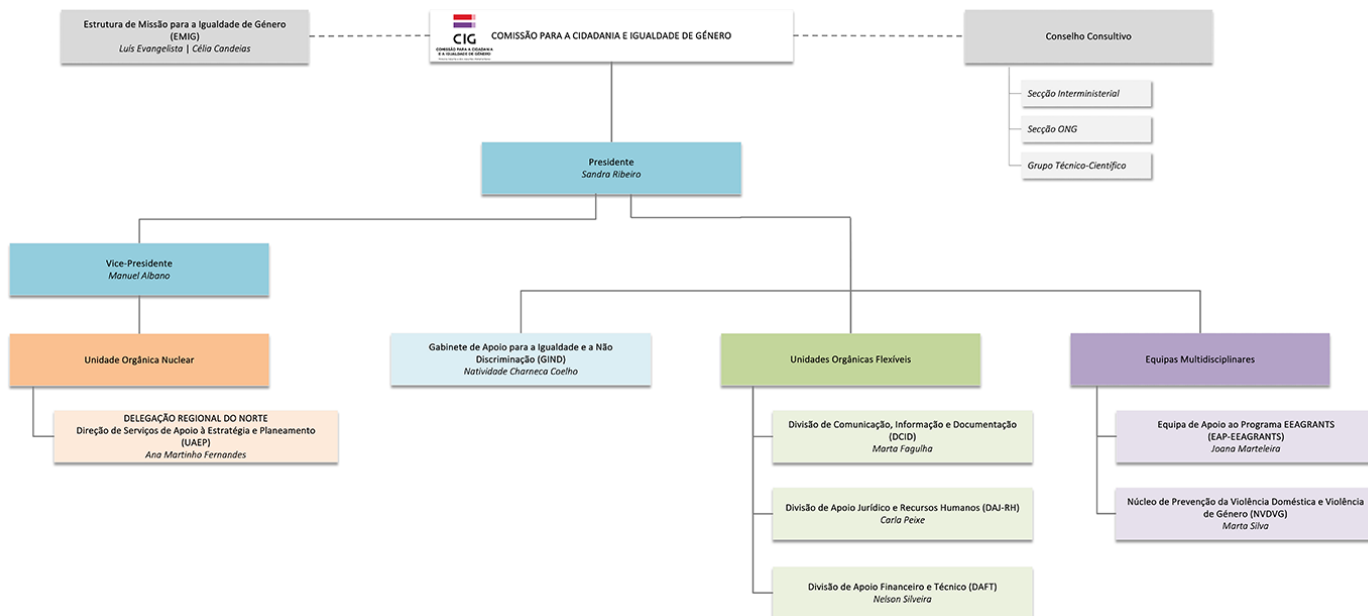 Estrutura de Missão para a Igualdade de Género
(EMIG)
Luís Evangelista | Célia Candeias
CIG
COMISSÃO PARA A CIDADANIA
E A IGUALDADE DE GÉNERO
COMISSÃO PARA A CIDADANIA E IGUALDADE DE GÉNERO
Conselho Consultivo
Secção Interministerial
Secção ONG
Grupo Técnico-Científico
Presidente
Sandra Ribeiro
Vice-Presidente
Manuel Albano
Unidade Orgânica Nuclear
DELEGAÇÃO REGIONAL DO NORTE
Direção de Serviços de Apoio à Estratégia e Planeamento
(UAEP)
Ana Martinho Fernandes
Gabinete de Apoio para a Igualdade e a Não
Discriminação (GIND)
Natividade Charneca Coelho
Unidades Orgânicas Flexíveis
Divisão de Comunicação, Informação e Documentação
(DCID)
Marta Fagulha
Divisão de Apoio Jurídico e Recursos Humanos (DAJ-RH)
Carla Peixe
Divisão de Apoio Financeiro e Técnico (DAFT)
Nelson Silveira
Equipas Multidisciplinares
Equipa de Apoio ao Programa EEAGRANTS
(EAP-EEAGRANTS)
Joana Marteleira
Núcleo de Prevenção da Violência Doméstica e Violência
de Género (NVDVG)
Marta Silva